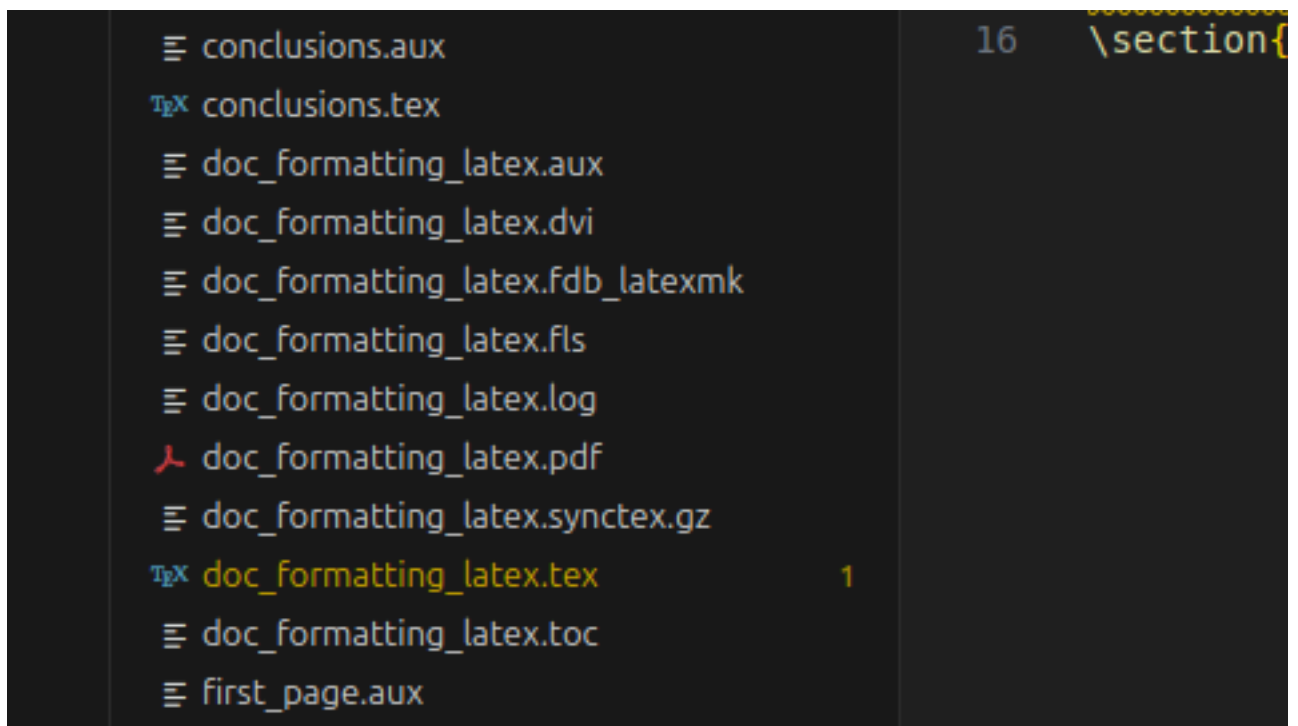 conclusions.aux
TEX conclusions.tex
doc_formatting_latex.aux
doc_formatting_latex.dvi
doc_formatting_latex.fdb_latexmk
doc_formatting_latex.fls
doc_formatting_latex.log
doc_formatting_latex.pdf
doc_formatting_latex.synctex.gz
TEX doc_formatting_latex.tex 1
doc_formatting_latex.toc
first_page.aux
16 \section{